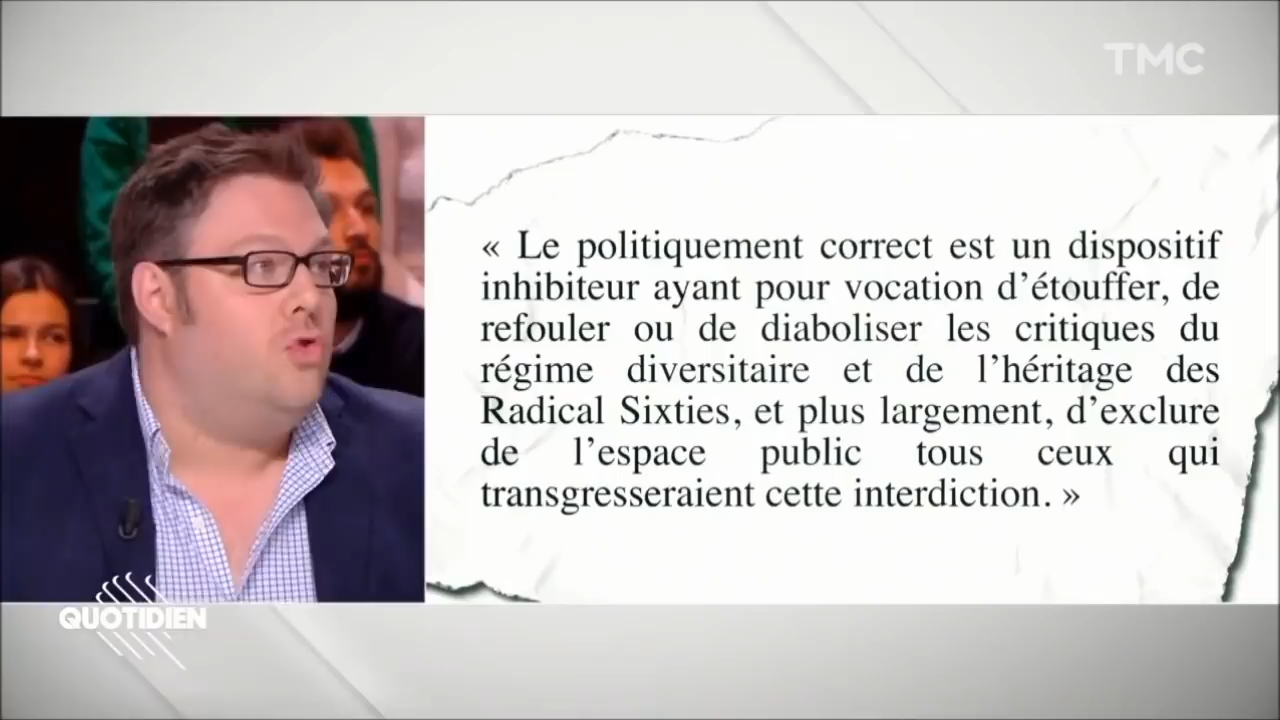 TMC
« Le politiquement correct est un dispositif
inhibiteur ayant pour vocation d’étouffer, de
refouler ou de diaboliser les critiques du
régime diversitaire et de l’héritage des
Radical Sixties, et plus largement, d’exclure
de l’espace public tous ceux qui
transgresseraient cette interdiction. »
QUOTIDIEN